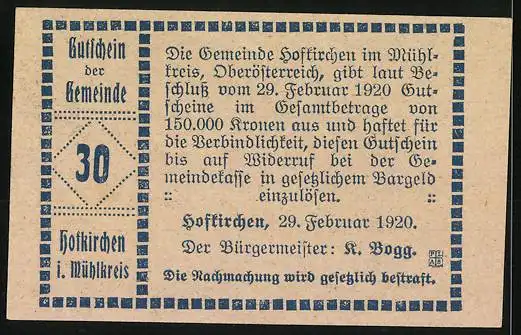 Gutschein
der
Gemeinde
30
Hofkirchen
i. Mühlkreis
Die Gemeinde Hofkirchen im Mühl-
kreis, Oberösterreich, gibt laut Be-
schluß vom 29. Februar 1920 Gut-
scheine im Gesamtbetrage von
150.000 Kronen aus und haftet für
die Verbindlichkeit, diesen Gutschein
bis auf Widerruf bei der Ge-
meindekasse in gesetzlichem Bargeld
:: einzulösen. ::
Hofkirchen, 29. Februar 1920.
Der Bürgermeister: K. Bogg.
Die Nachmachung wird gesetzlich bestraft.